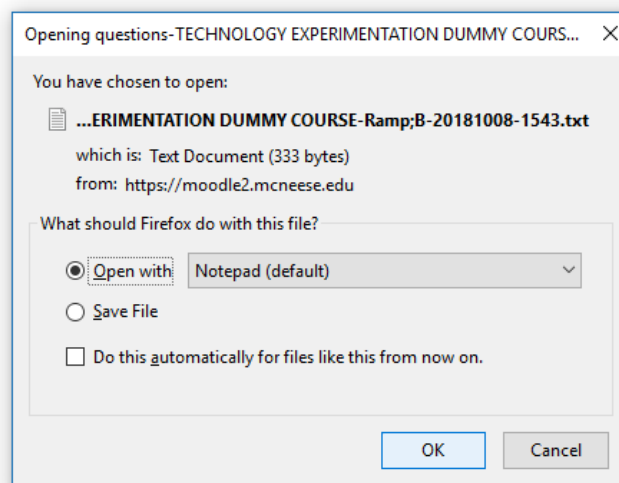 Opening questions-TECHNOLOGY EXPERIMENTATION DUMMY COURS...
You have chosen to open:
...ERIMENTATION DUMMY COURSE-Ramp;B-20181008-1543.txt
which is: Text Document (333 bytes)
from: https://moodle2.mcneese.edu
What should Firefox do with this file?
Open with Notepad (default)
Save File
Do this automatically for files like this from now on.
OK Cancel